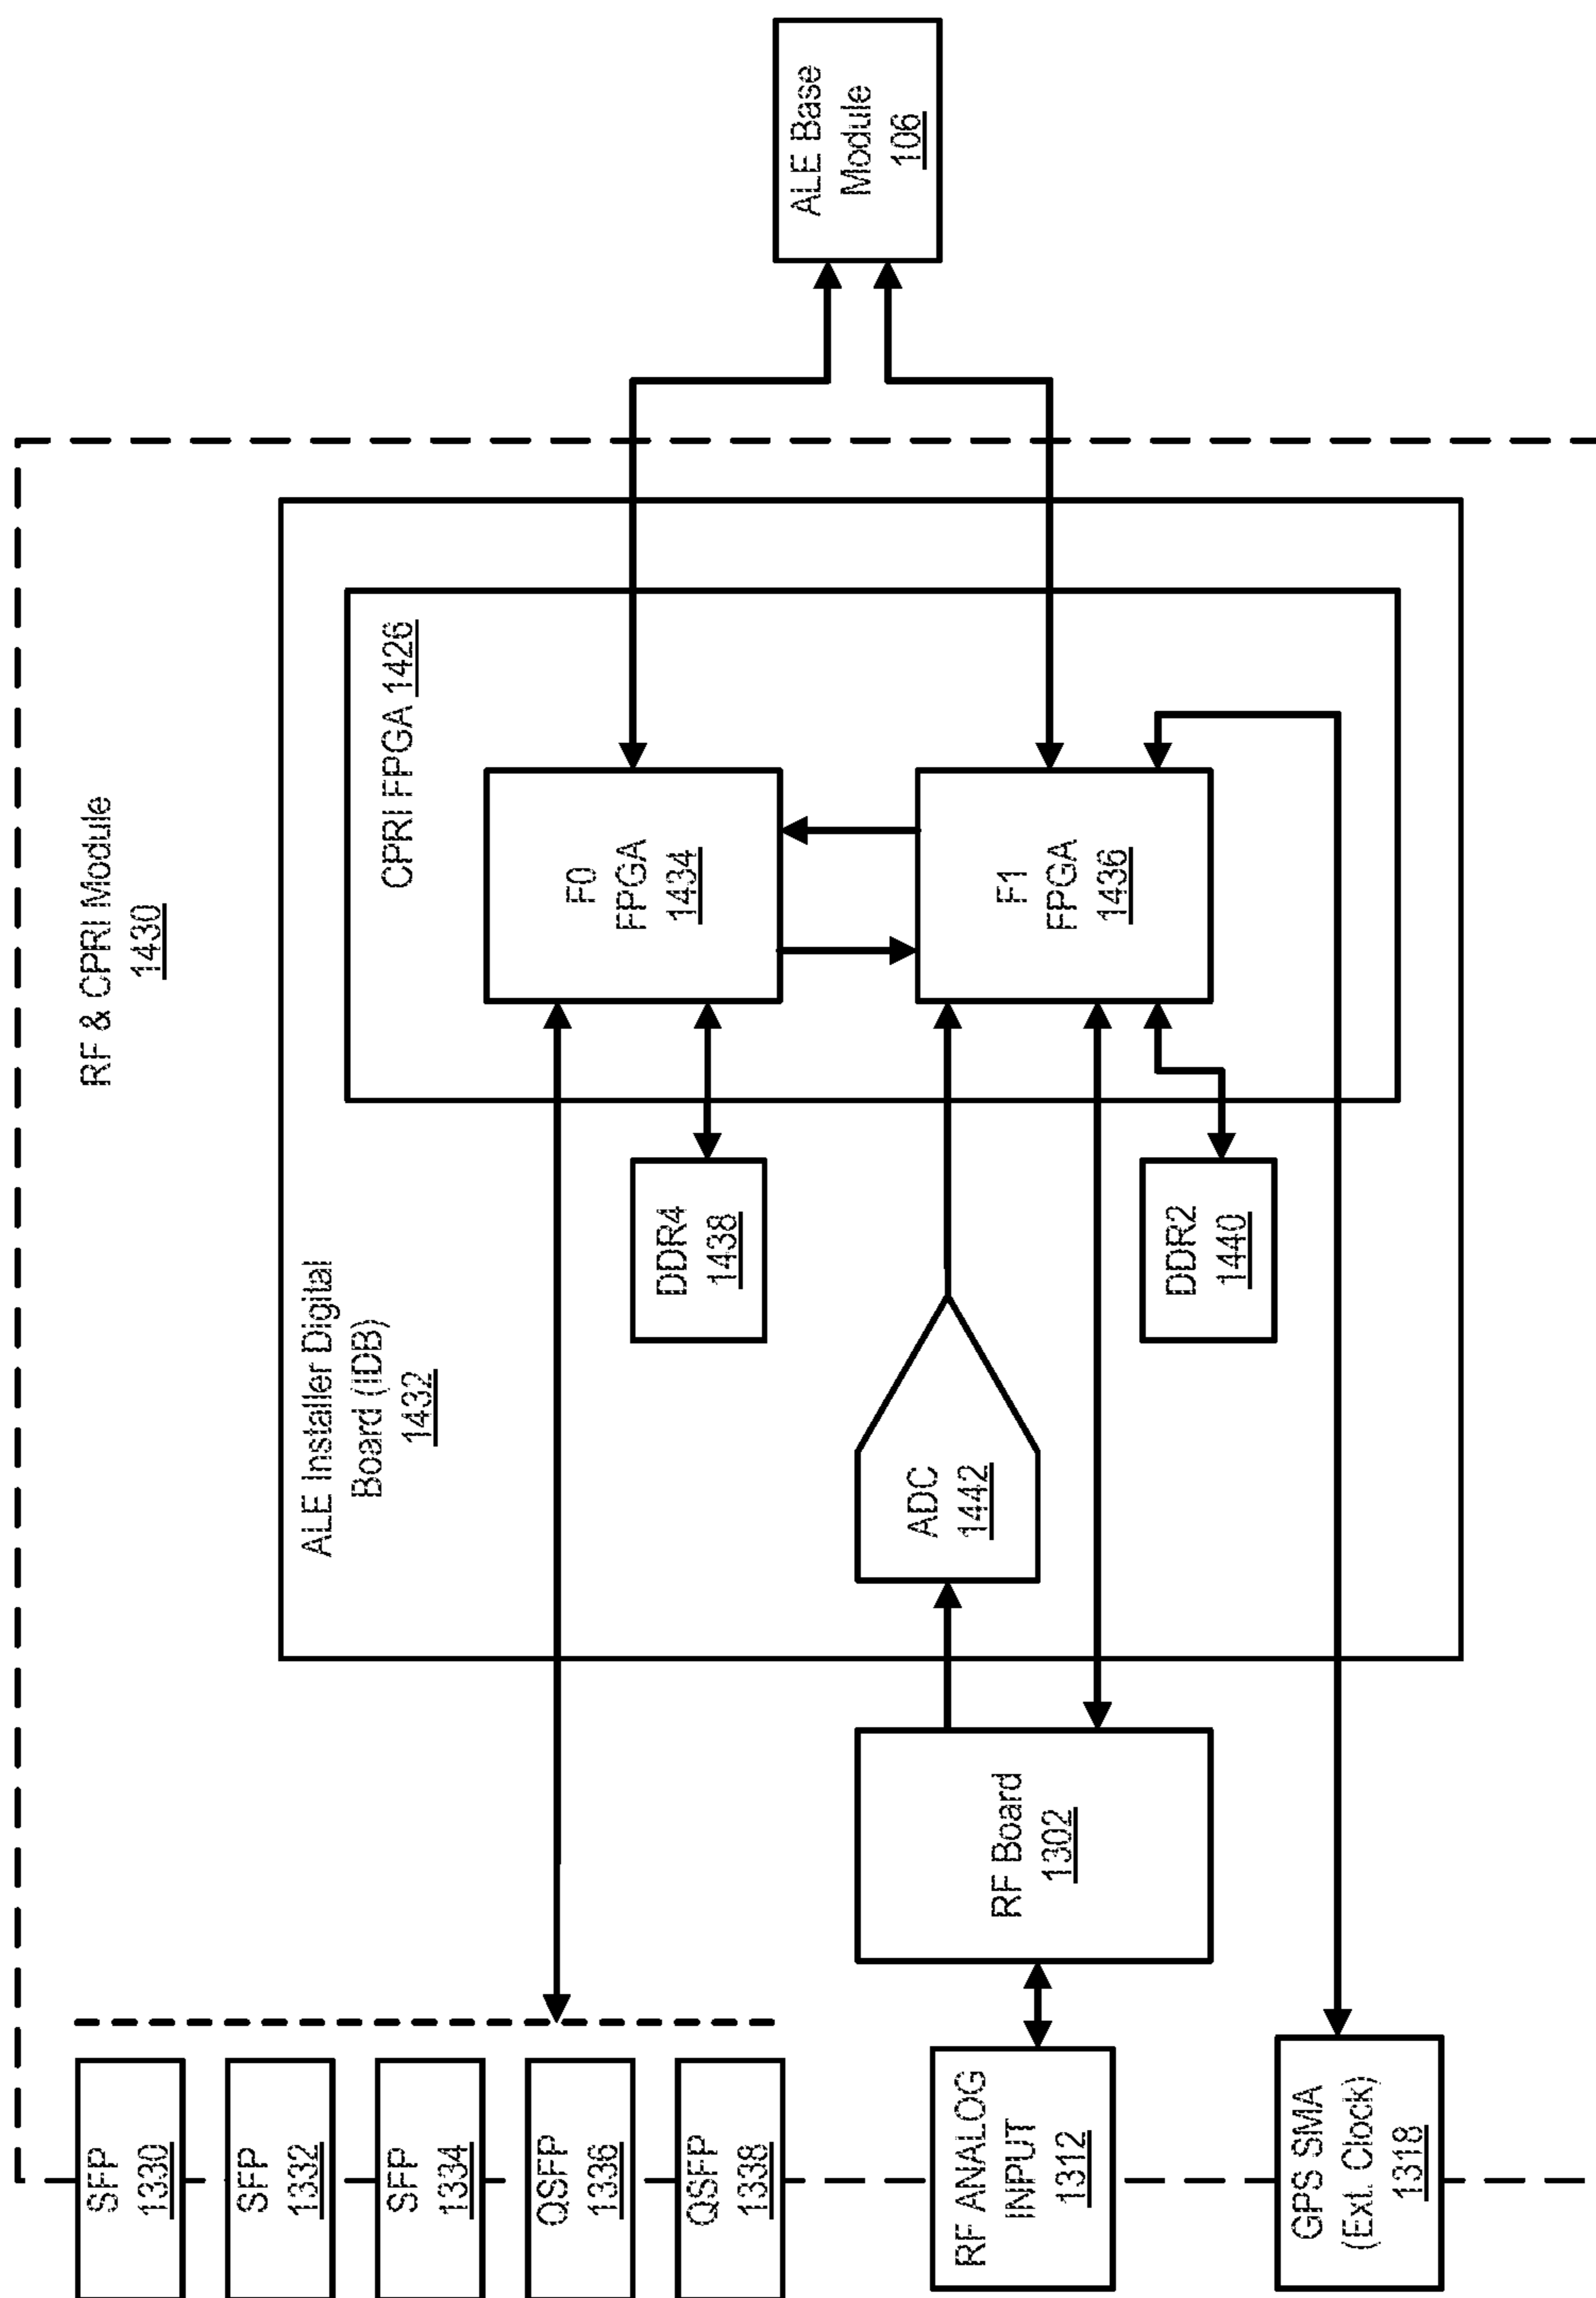 RF & CPRI Module
1430
ALE Installer Digital
Board (IDB)
1432
CPRI FPGA 1426
SFP
1330
SFP
1332
SFP
1334
QSFP
1336
QSFP
1338
F0
FPGA
1434
DDR4
1438
ALE Base
Module
106
RF ANALOG
INPUT
1312
RF Board
1302
ADC
1442
F1
FPGA
1436
DDR2
1440
GPS SMA
(Ext. Clock)
1318